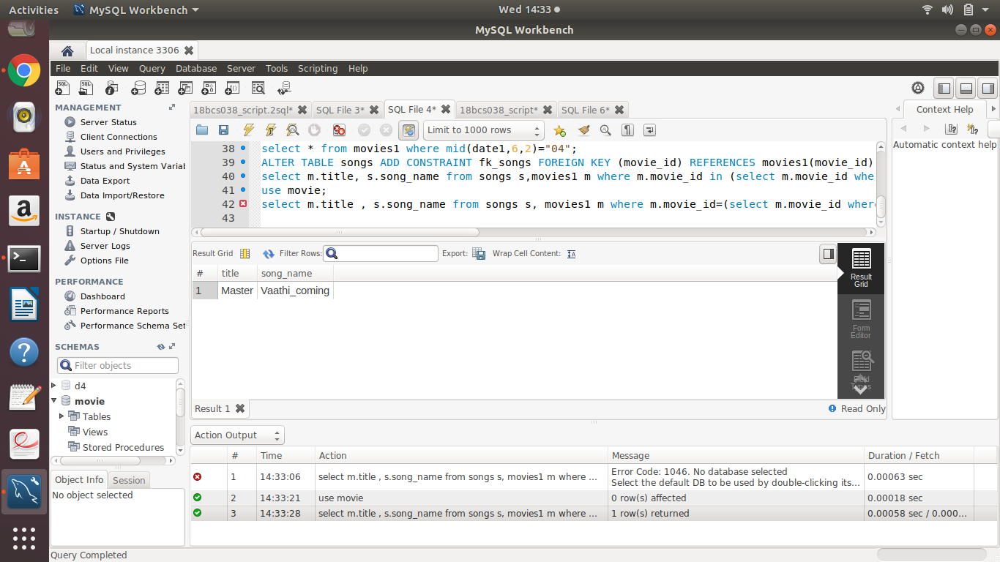 Activities MySQL Workbench Wed 14:33
MySQL Workbench
Local instance 3306
File Edit View Query Database Server Tools Scripting Help
MANAGEMENT
Server Status
Client Connections
Users and Privileges
Status and System Variab
Data Export
Data Import/Restore
INSTANCE
Startup / Shutdown
Server Logs
Options File
PERFORMANCE
Dashboard
Performance Reports
Performance Schema Set
SCHEMAS
Filter objects
d4
movie
Tables
Views
Stored Procedures
Object Info Session
No object selected
18bcs038_script.2sql* SQL File 3* SQL File 4* 18bcs038_script* SQL File 6*
Limit to 1000 rows
38 select * from movies1 where mid(date1,6,2)="04";
39 ALTER TABLE songs ADD CONSTRAINT fk_songs FOREIGN KEY (movie_id) REFERENCES movies1(movie_id)
40 select m.title, s.song_name from songs s,movies1 m where m.movie_id in (select m.movie_id whe
41 use movie;
42 select m.title , s.song_name from songs s, movies1 m where m.movie_id=(select m.movie_id wher
43
Result Grid Filter Rows: Export: Wrap Cell Content:
# title song_name
1 Master Vaathi_coming
Result
Grid
Form
Editor
Field
Types
Result 1 Read Only
Context Help
Automatic context help
Action Output
# Time Action Message Duration / Fetch
1 14:33:06 select m.title , s.song_name from songs s, movies1 m where ... Error Code: 1046. No database selected 0.00063 sec
Select the default DB to be used by double-clicking its...
2 14:33:21 use movie 0 row(s) affected 0.00018 sec
3 14:33:28 select m.title , s.song_name from songs s, movies1 m where ... 1 row(s) returned 0.00058 sec / 0.000...
Query Completed